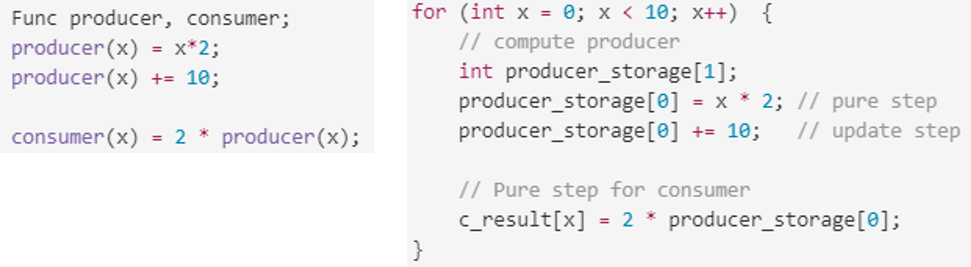 Func producer, consumer;
producer(x) = x*2;
producer(x) += 10;
consumer(x) = 2 * producer(x);
for (int x = 0; x < 10; x++)  {
    // compute producer
    int producer_storage[1];
    producer_storage[0] = x * 2; // pure step
    producer_storage[0] += 10;   // update step
    // Pure step for consumer
    c_result[x] = 2 * producer_storage[0];
}